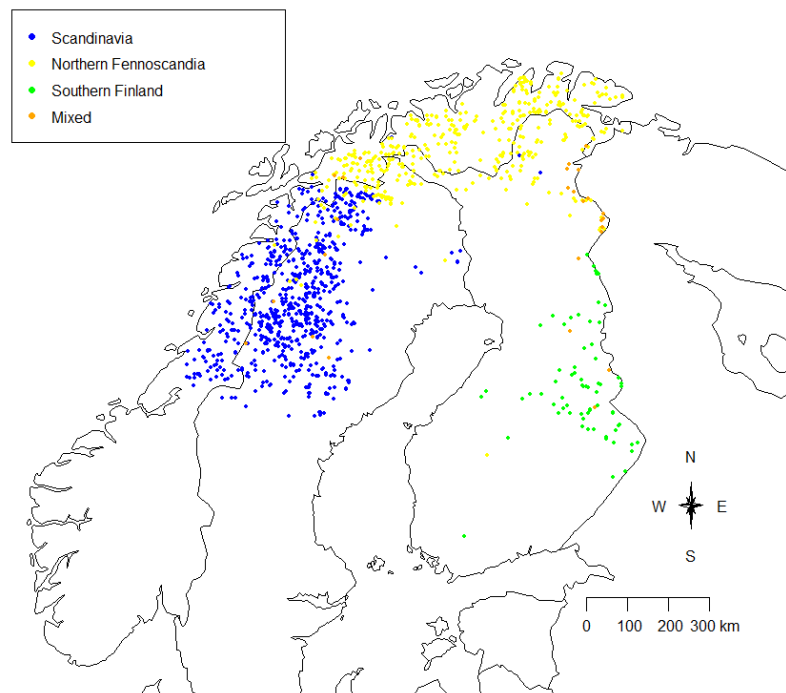 Scandinavia
Northern Fennoscandia
Southern Finland
Mixed
N
W E
S
0 100 200 300 km